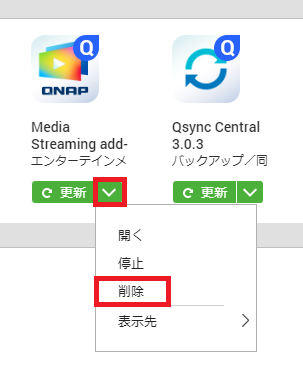 QNAP
Q
Q
Media
Streaming add-
エンターテインメ
更新
Qsync Central
3.0.3
バックアップ／同
更新
開く
停止
削除
表示先